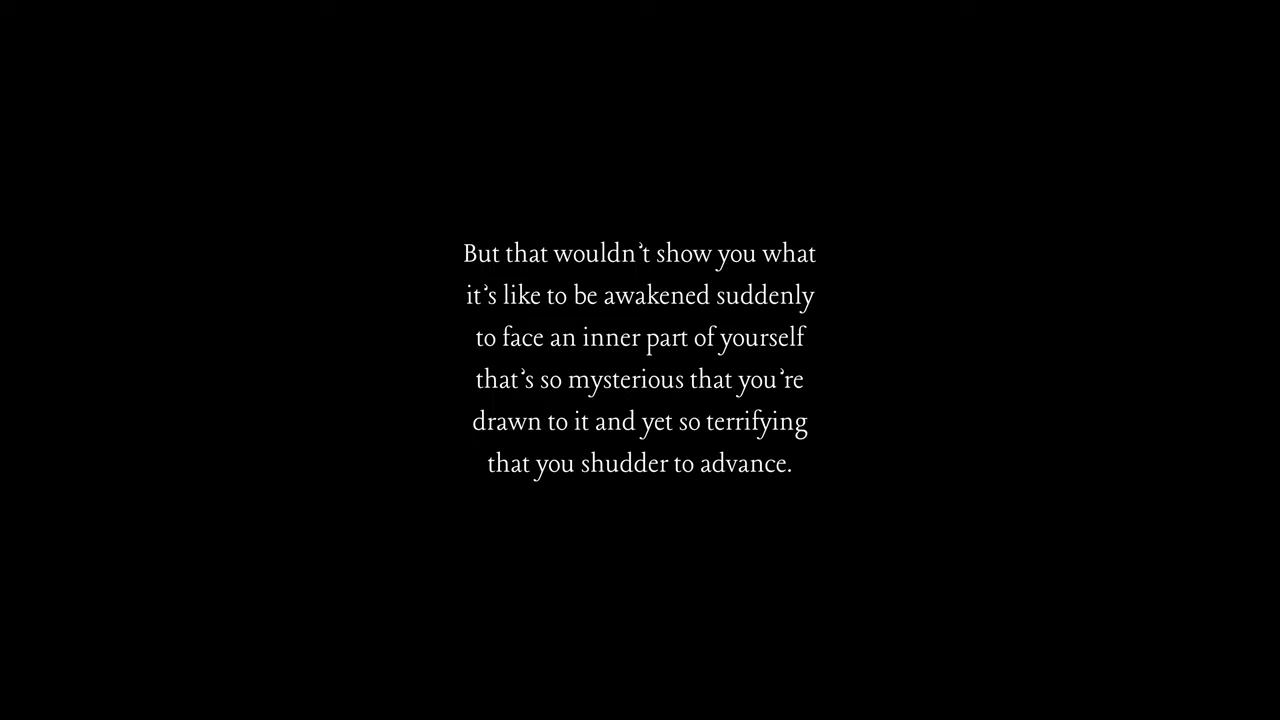 But that wouldn’t show you what
it’s like to be awakened suddenly
to face an inner part of yourself
that’s so mysterious that you’re
drawn to it and yet so terrifying
that you shudder to advance.